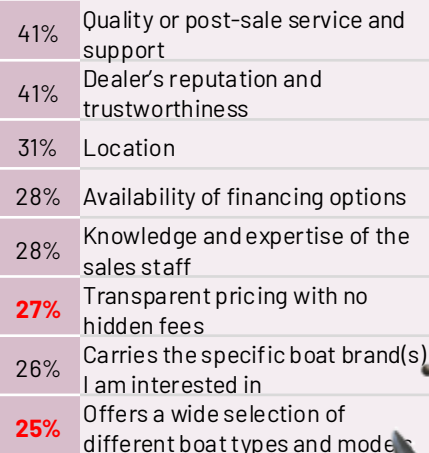 41% Quality or post-sale service and
support
41% Dealer's reputation and
trustworthiness
31% Location
28% Availability of financing options
28% Knowledge and expertise of the
sales staff
27% Transparent pricing with no
hidden fees
26% Carries the specific boat brand(s)
I am interested in
25% Offers a wide selection of
different boat types and models